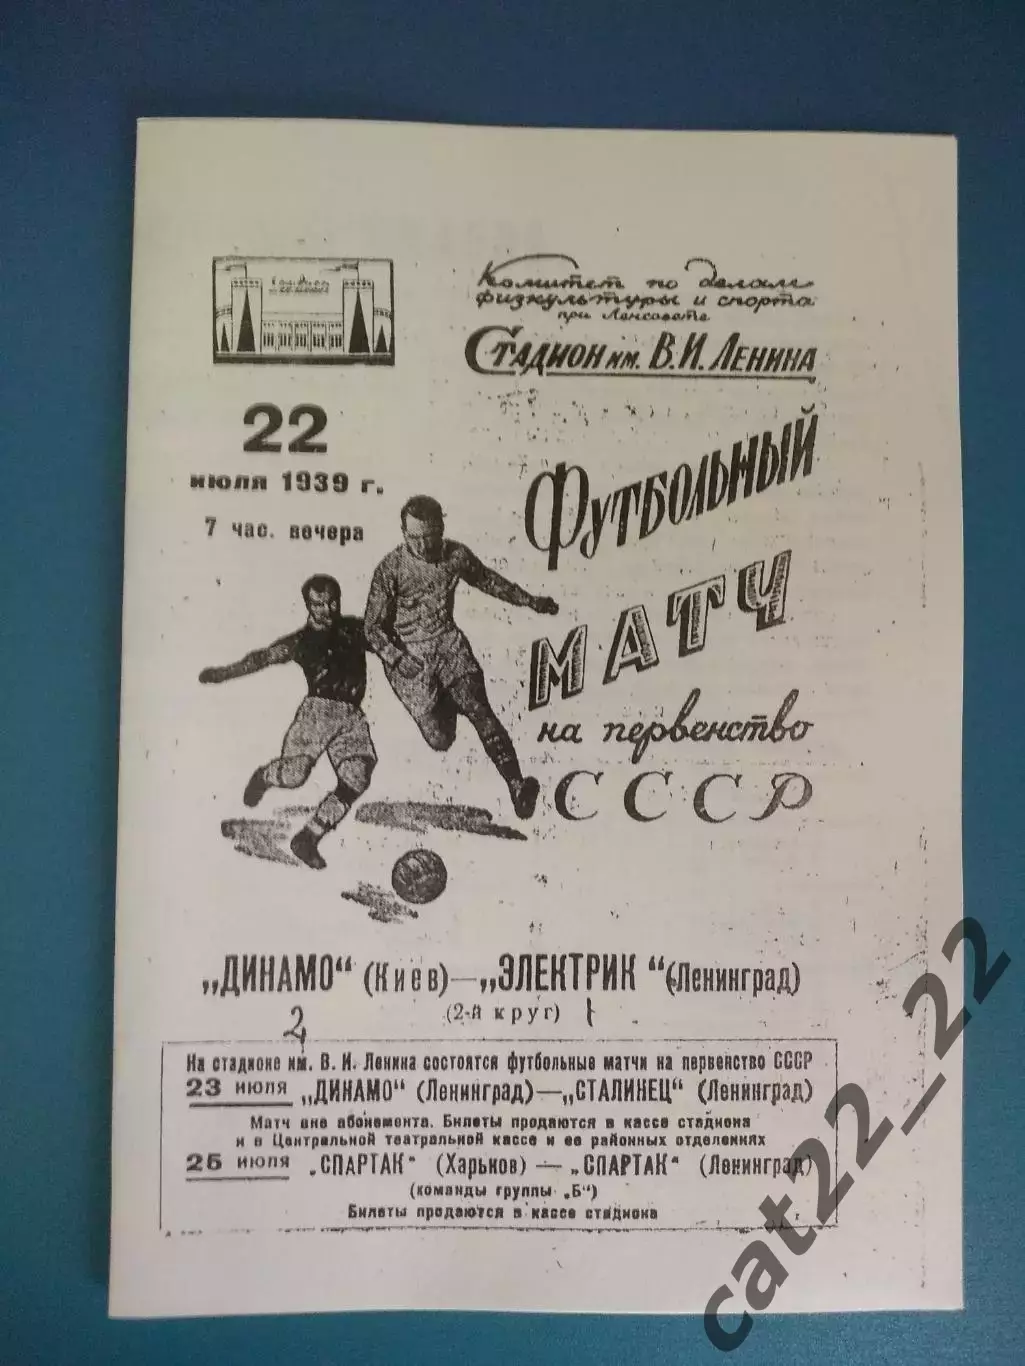 Стадион
Комитет по делам
физкультуры и спорта
при Ленсовете
Стадион им. В.И. Ленина
22
июля 1939 г.
7 час. вечера
Футбольный
матч
на первенство
СССР
„ДИНАМО“ (Киев)—„ЭЛЕКТРИК“ (Ленинград)
(2-й круг)
2 1
На стадионе им. В. И. Ленина состоятся футбольные матчи на первенство СССР
23 июля „ДИНАМО“ (Ленинград)—„СТАЛИНЕЦ“ (Ленинград)
Матч вне абонемента. Билеты продаются в кассе стадиона
и в Центральной театральной кассе и ее районных отделениях
25 июля „СПАРТАК“ (Харьков) — „СПАРТАК“ (Ленинград)
(команды группы „Б“)
Билеты продаются в кассе стадиона
cat22_22